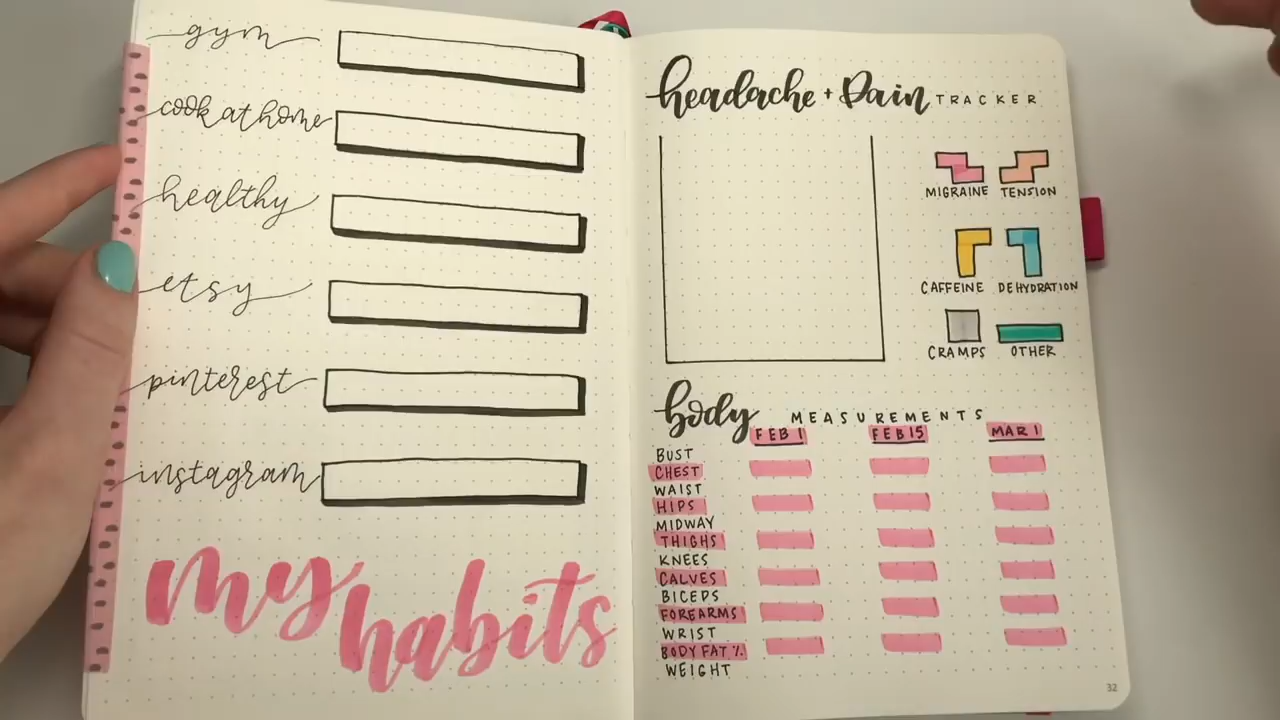 gym
cook at home
healthy
etsy
pinterest
instagram
my habits
headache + Pain TRACKER
MIGRAINE TENSION
CAFFEINE DEHYDRATION
CRAMPS OTHER
body MEASUREMENTS
FEB 1 FEB 15 MAR 1
BUST
CHEST
WAIST
HIPS
MIDWAY
THIGHS
KNEES
CALVES
BICEPS
FOREARMS
WRIST
BODY FAT %
WEIGHT
32